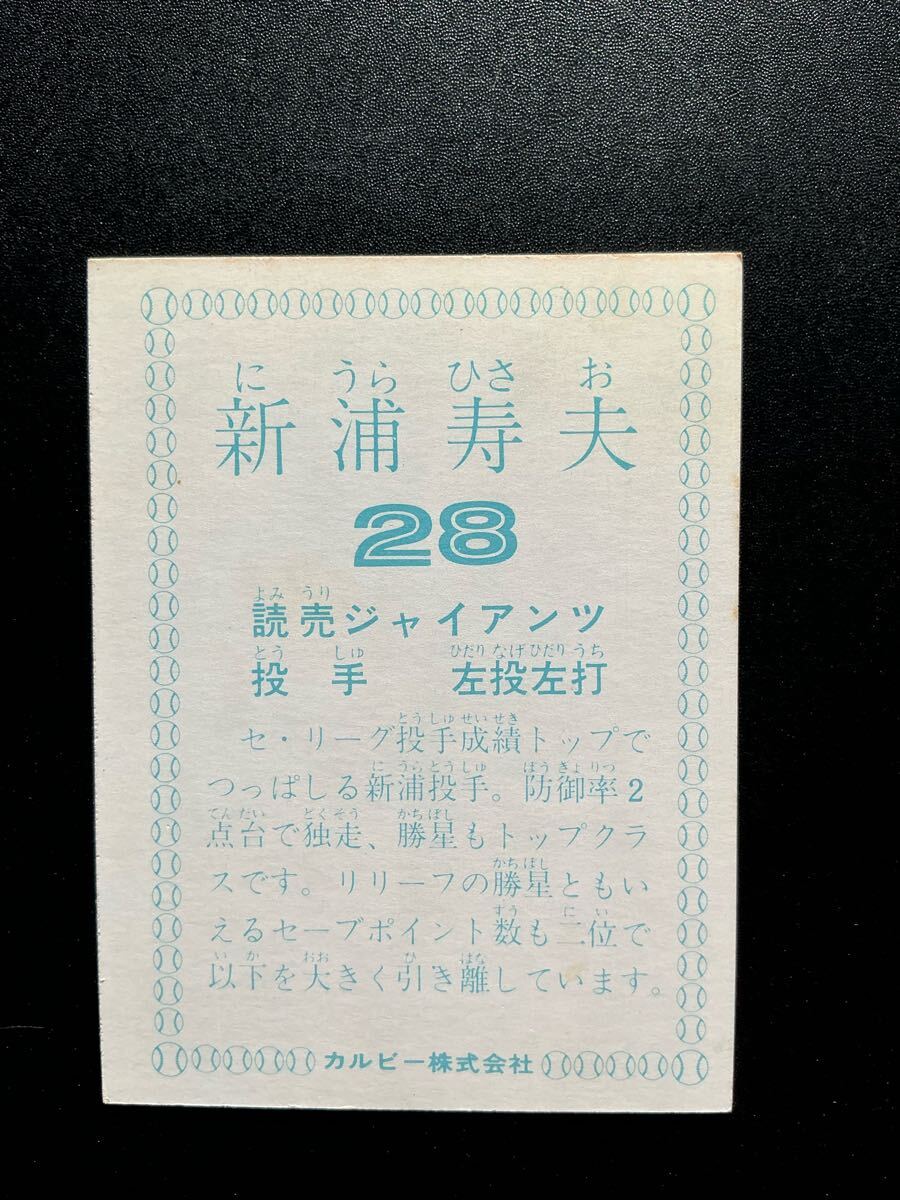 に うら ひさ お
新浦寿夫
28
よみ うり
読売ジャイアンツ
とう しゅ ひだり なげ ひだり うち
投手 左投左打
とうしゅせいせき
セ・リーグ投手成績トップで
に うらとうしゅ ぼうぎょりつ
つっぱしる新浦投手。防御率2
てんだい どくそう かちぼし
点台で独走、勝星もトップクラ
かちぼし
スです。リリーフの勝星ともい
すう に い
えるセーブポイント数も二位で
い か おお ひ はな
以下を大きく引き離しています。
カルビー株式会社